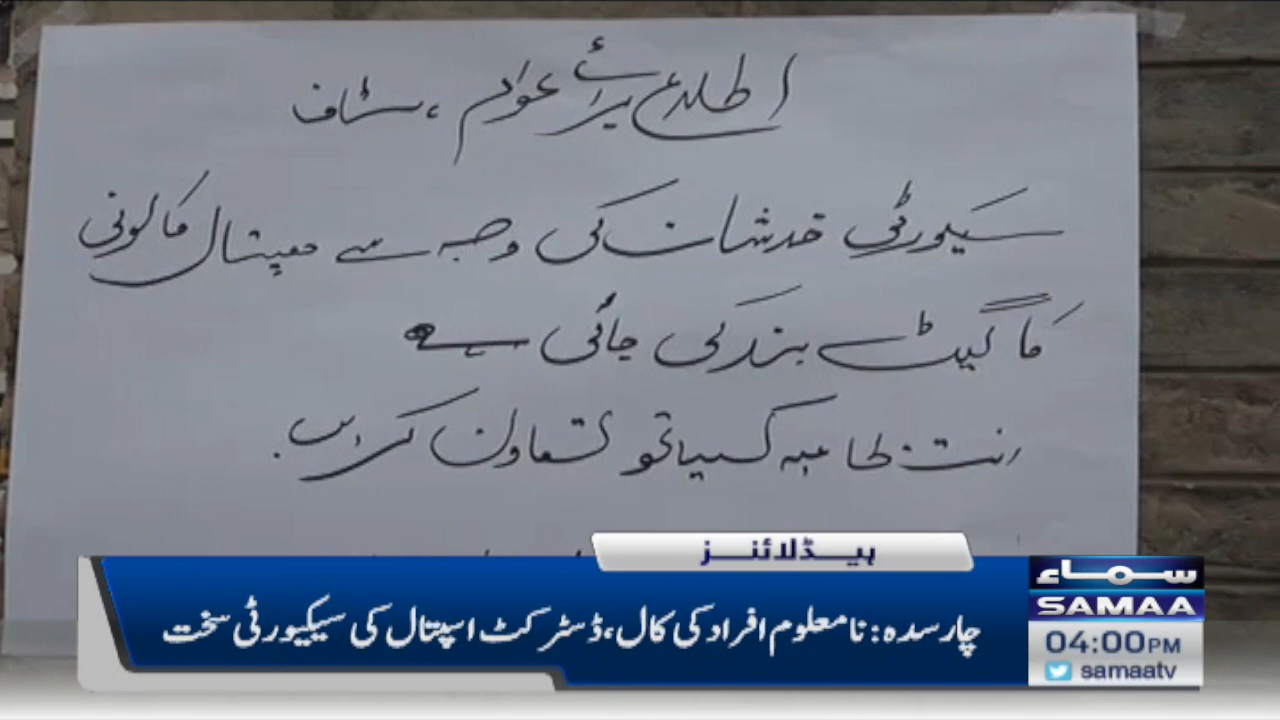 اطلاع برائے عوام ، سٹاف
سیکورٹی خدشات کی وجہ سے ہسپتال کالونی
کا گیٹ بند کی جائی ہے
انتظامیہ کیساتھ تعاون کریں.
ہیڈلائنز
چارسدہ: نامعلوم افراد کی کال، ڈسٹرکٹ اسپتال کی سیکیورٹی سخت
سماء
SAMAA
04:00PM
samaatv